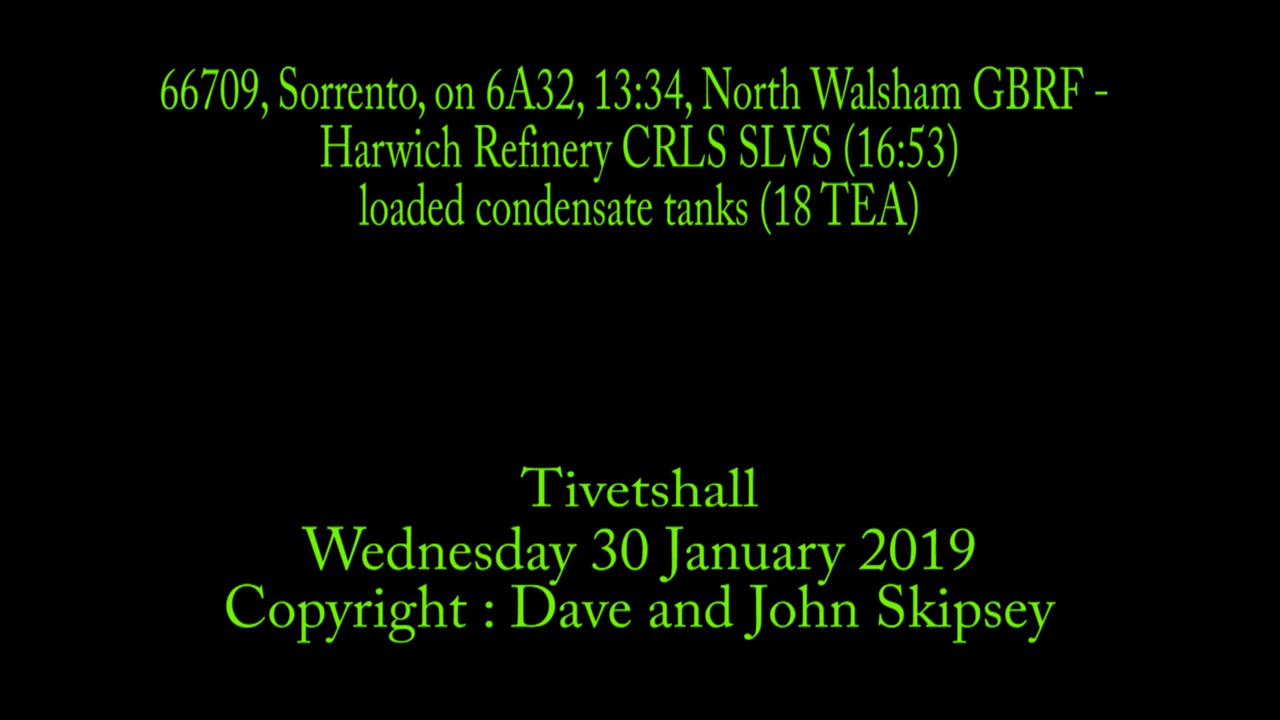 66709, Sorrento, on 6A32, 13:34, North Walsham GBRF -
Harwich Refinery CRLS SLVS (16:53)
loaded condensate tanks (18 TEA)
Tivetshall
Wednesday 30 January 2019
Copyright : Dave and John Skipsey